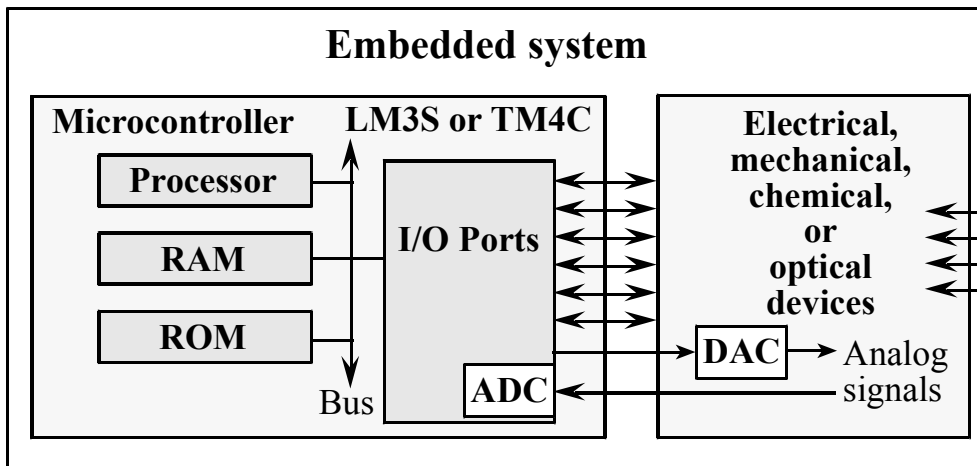 Embedded system
Microcontroller
LM3S or TM4C
Processor
RAM
ROM
Bus
I/O Ports
ADC
Electrical,
mechanical,
chemical,
or
optical
devices
DAC
Analog
signals